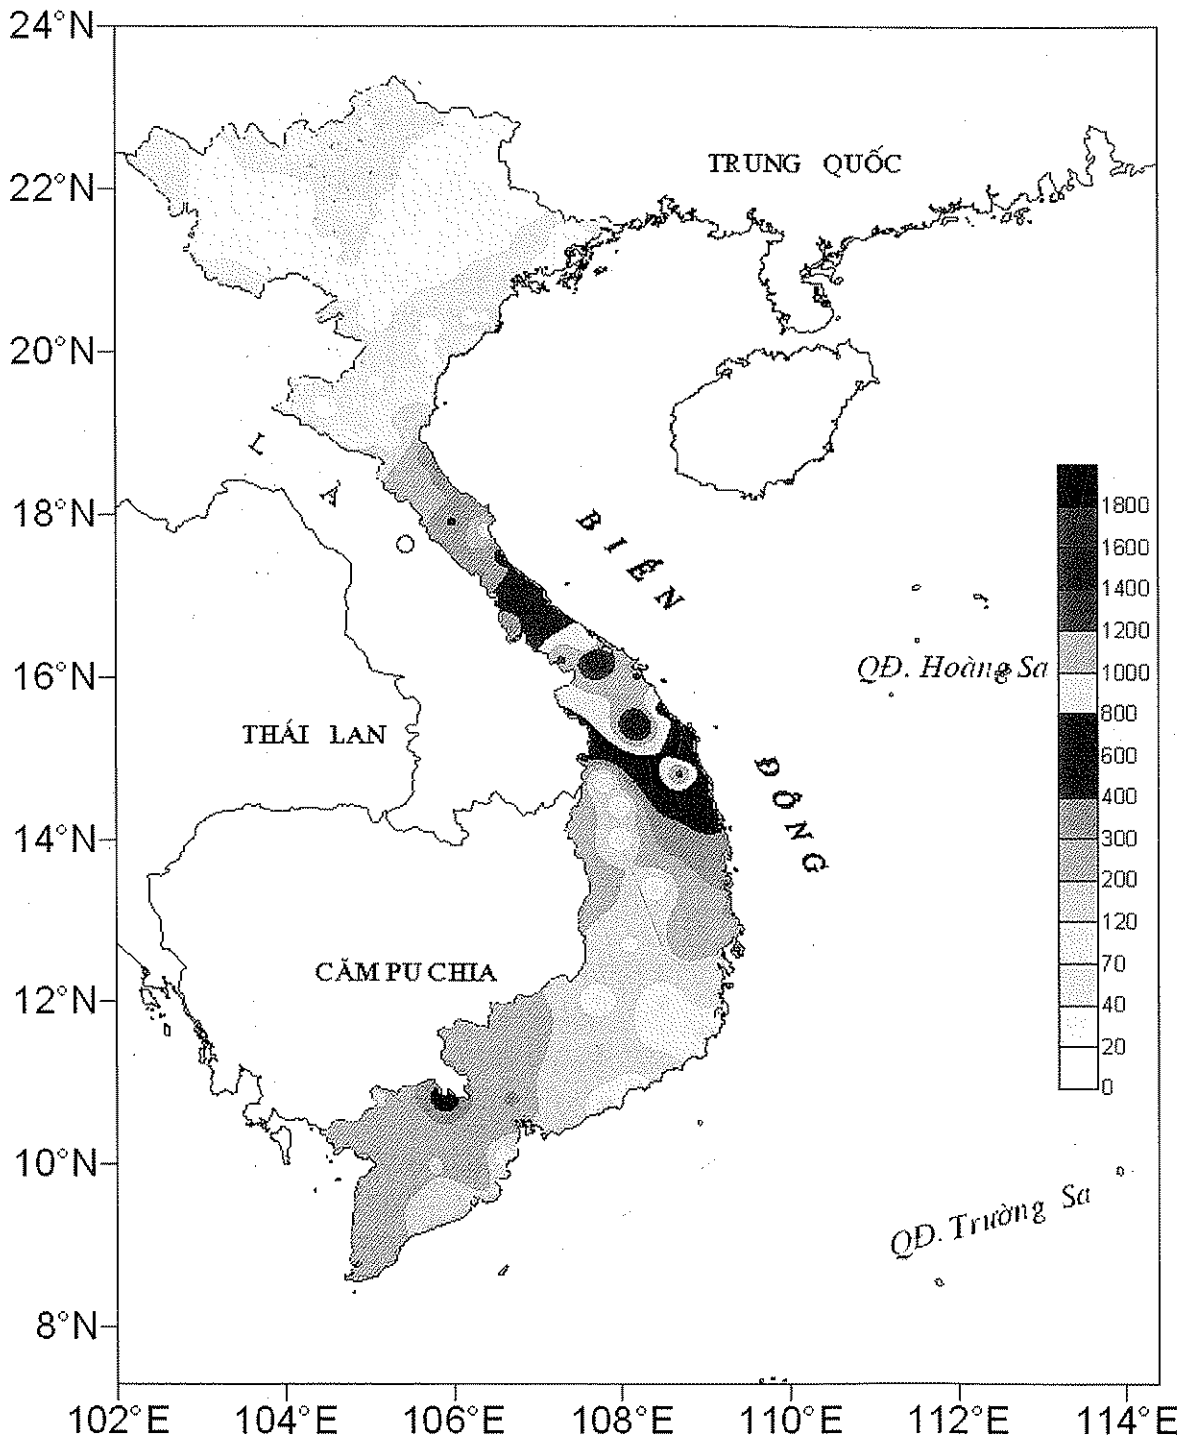 24°N
22°N
20°N
18°N
16°N
14°N
12°N
10°N
8°N
TRUNG QUỐC
L A O
BIỂN ĐÔNG
THÁI LAN
CĂM PU CHIA
QĐ. Hoàng Sa
QĐ. Trường Sa
1800
1600
1400
1200
1000
800
600
400
300
200
120
70
40
20
0
102°E 104°E 106°E 108°E 110°E 112°E 114°E